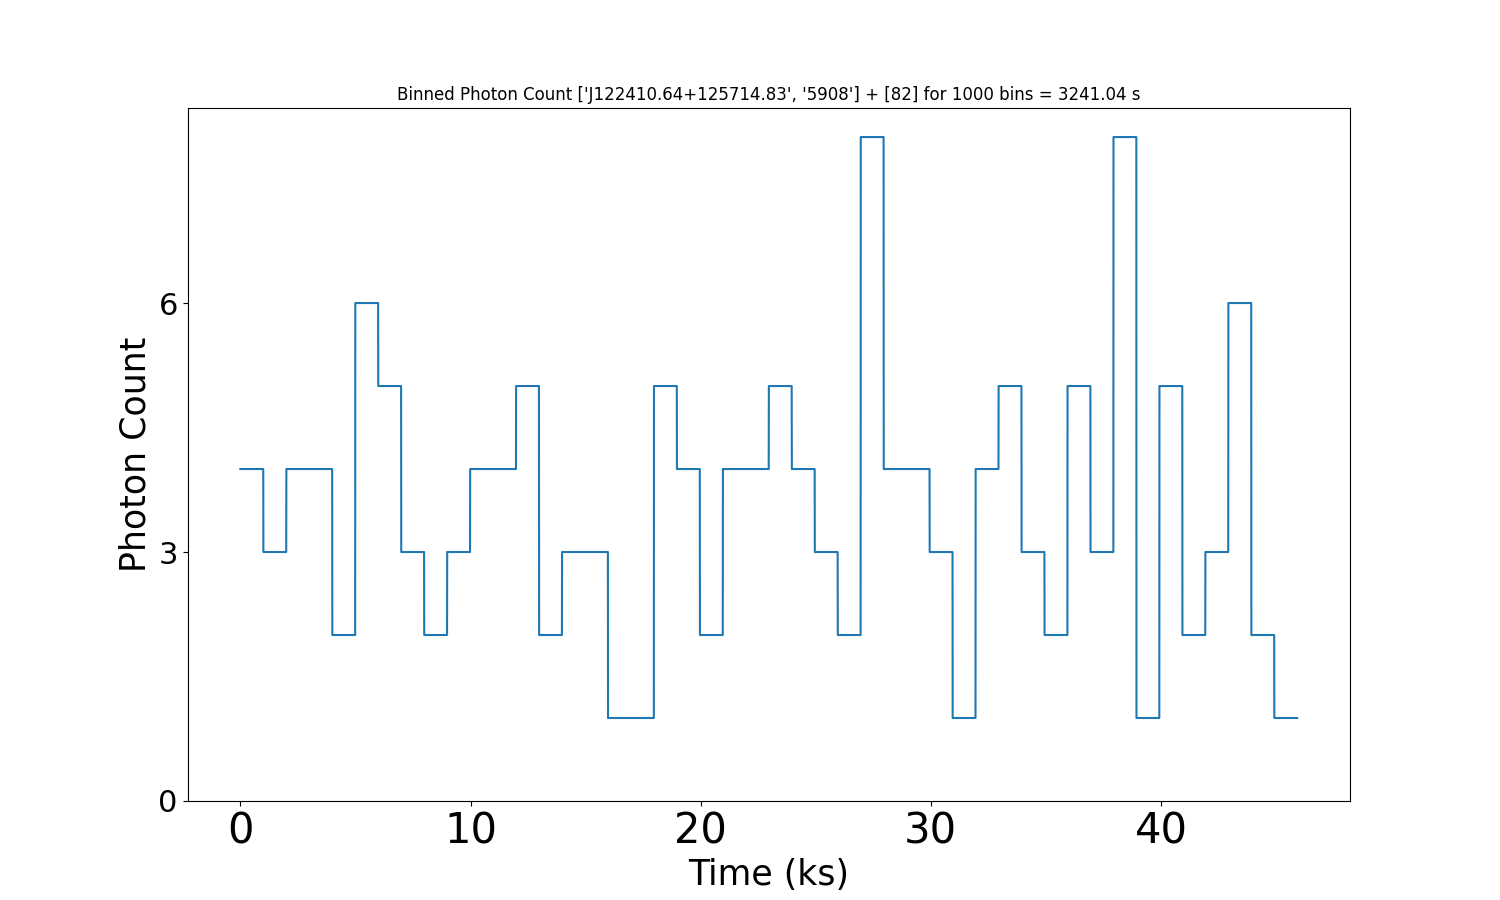 Binned Photon Count ['J122410.64+125714.83', '5908'] + [82] for 1000 bins = 3241.04 s
6
3
0
Photon Count
0 10 20 30 40
Time (ks)